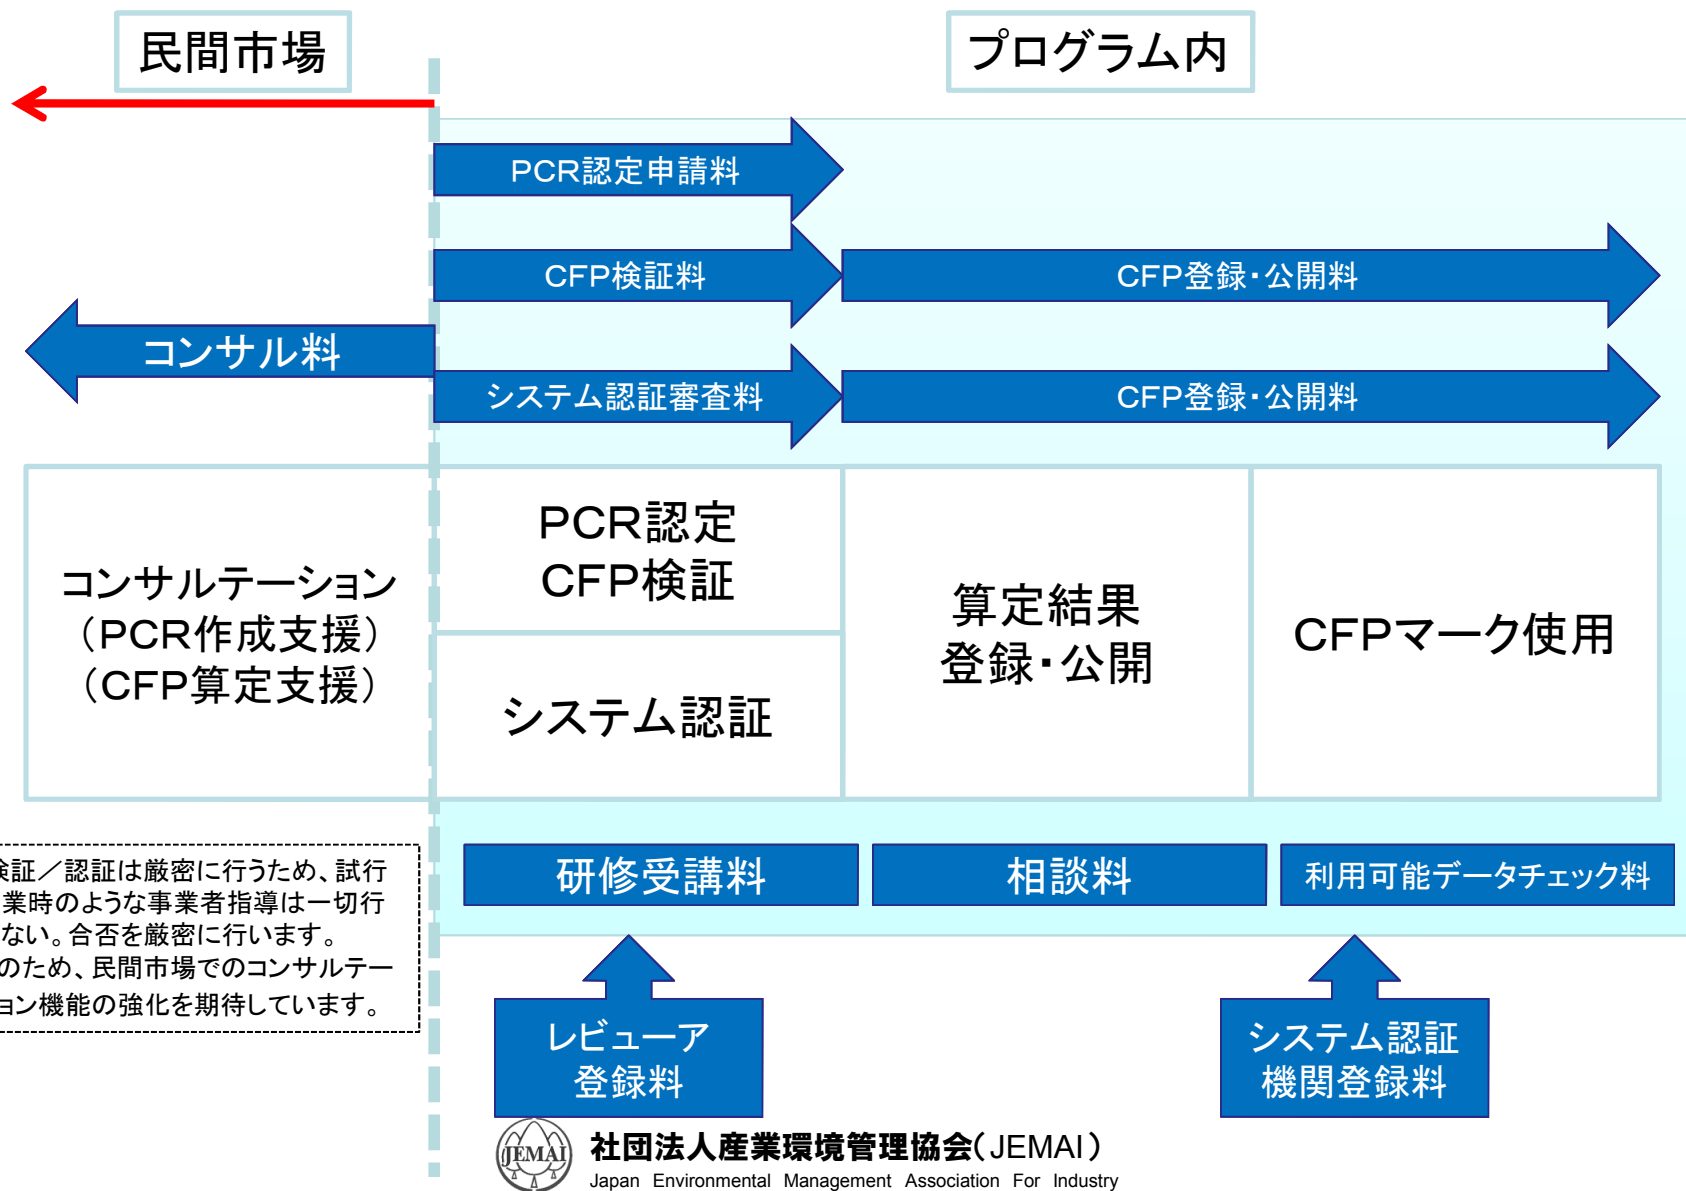 民間市場
プログラム内
PCR認定申請料
CFP検証料
CFP登録・公開料
コンサル料
システム認証審査料
CFP登録・公開料
コンサルテーション
（PCR作成支援）
（CFP算定支援）
PCR認定
CFP検証
システム認証
算定結果
登録・公開
CFPマーク使用
証／認証は厳密に行うため、試行
業時のような事業者指導は一切行
ない。合否を厳密に行います。
のため、民間市場でのコンサルテー
ョン機能の強化を期待しています。
研修受講料
相談料
利用可能データチェック料
レビューア
登録料
システム認証
機関登録料
JEMAI
社団法人産業環境管理協会（JEMAI）
Japan Environmental Management Association For Industry